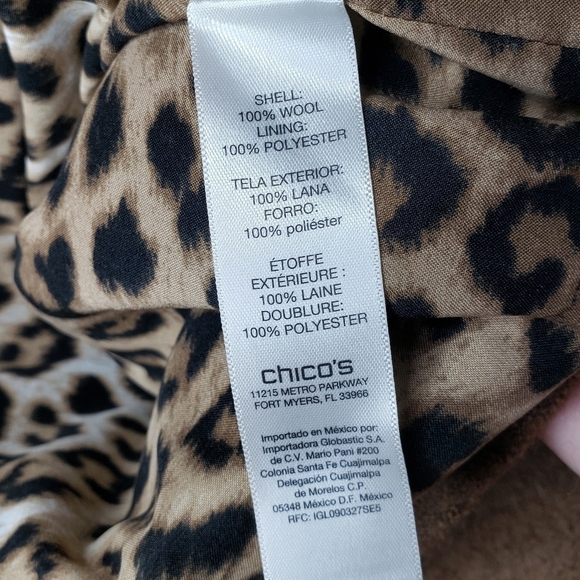 SHELL:
100% WOOL
LINING:
100% POLYESTER
TELA EXTERIOR:
100% LANA
FORRO:
100% poliéster
ÉTOFFE
EXTÉRIEURE :
100% LAINE
DOUBLURE:
100% POLYESTER
chico's
11215 METRO PARKWAY
FORT MYERS, FL 33966
Importado en México por:
Importadora Globastic S.A.
de C.V. Mario Pani #200
Colonia Santa Fe Cuajimalpa
Delegación Cuajimalpa
de Morelos C.P.
05348 México D.F. México
RFC: IGL090327SE5